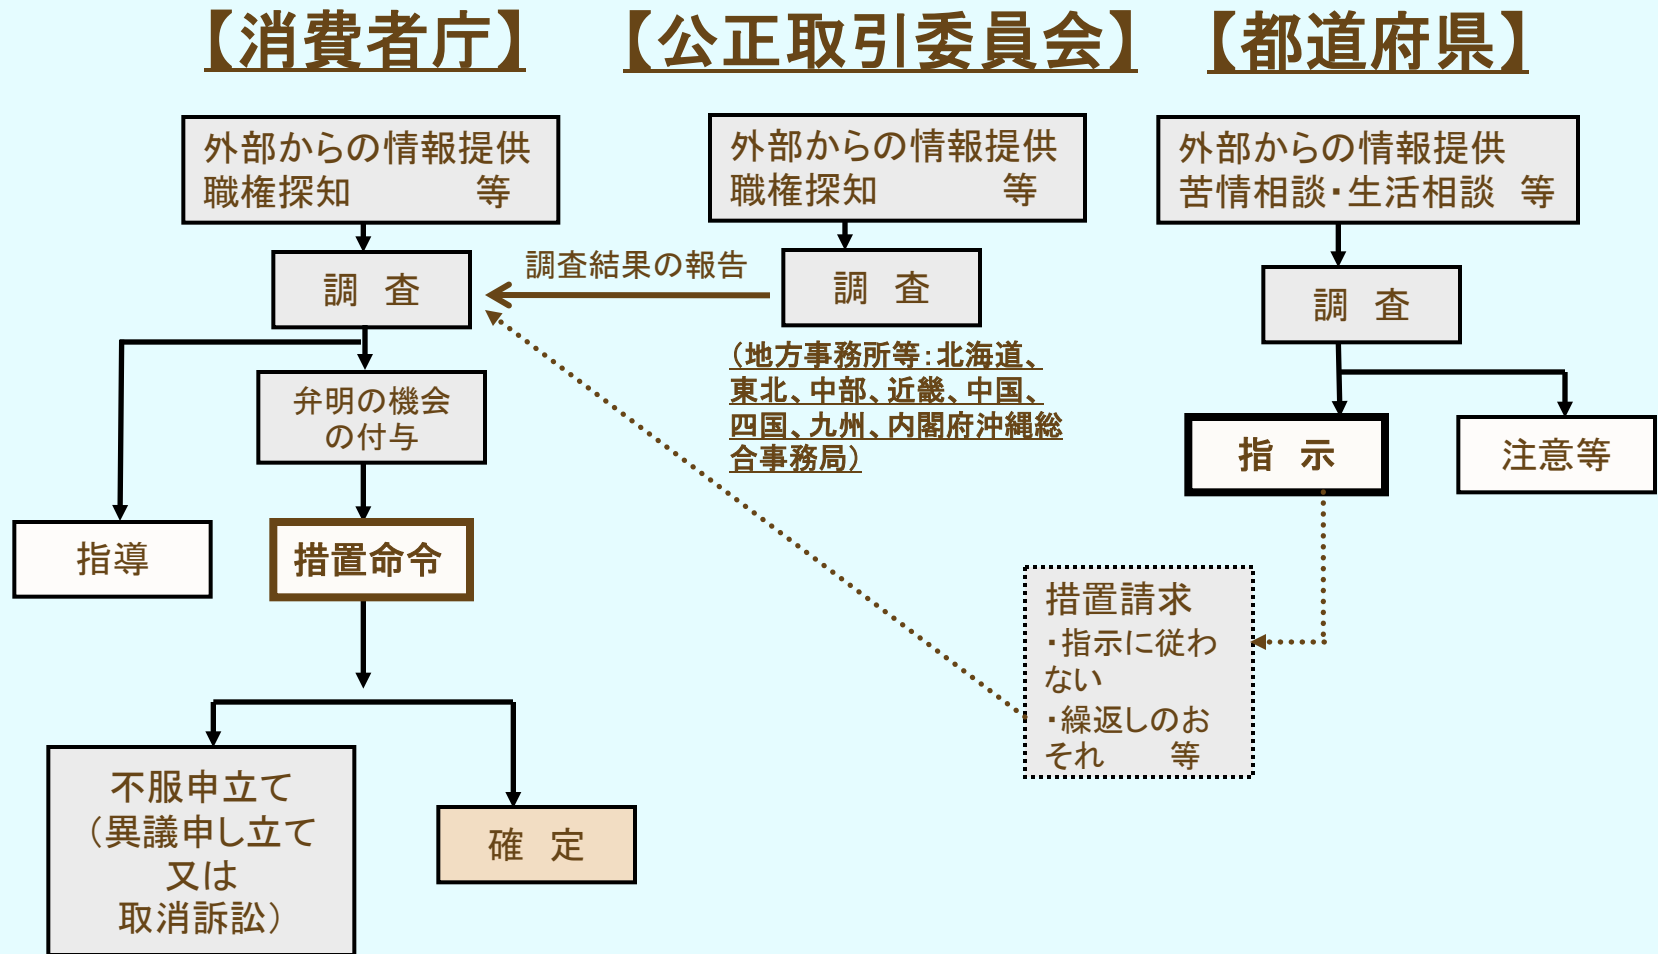 【消費者庁】
外部からの情報提供
職権探知　　　等
調　査
弁明の機会
の付与
指導
措置命令
不服申立て
（異議申し立て
又は
取消訴訟）
確　定
【公正取引委員会】
外部からの情報提供
職権探知　　　等
調査結果の報告
調　査
（地方事務所等：北海道、
東北、中部、近畿、中国、
四国、九州、内閣府沖縄総
合事務局）
【都道府県】
外部からの情報提供
苦情相談・生活相談　等
調　査
指　示
注意等
措置請求
・指示に従わ
ない
・繰返しのお
それ　　等